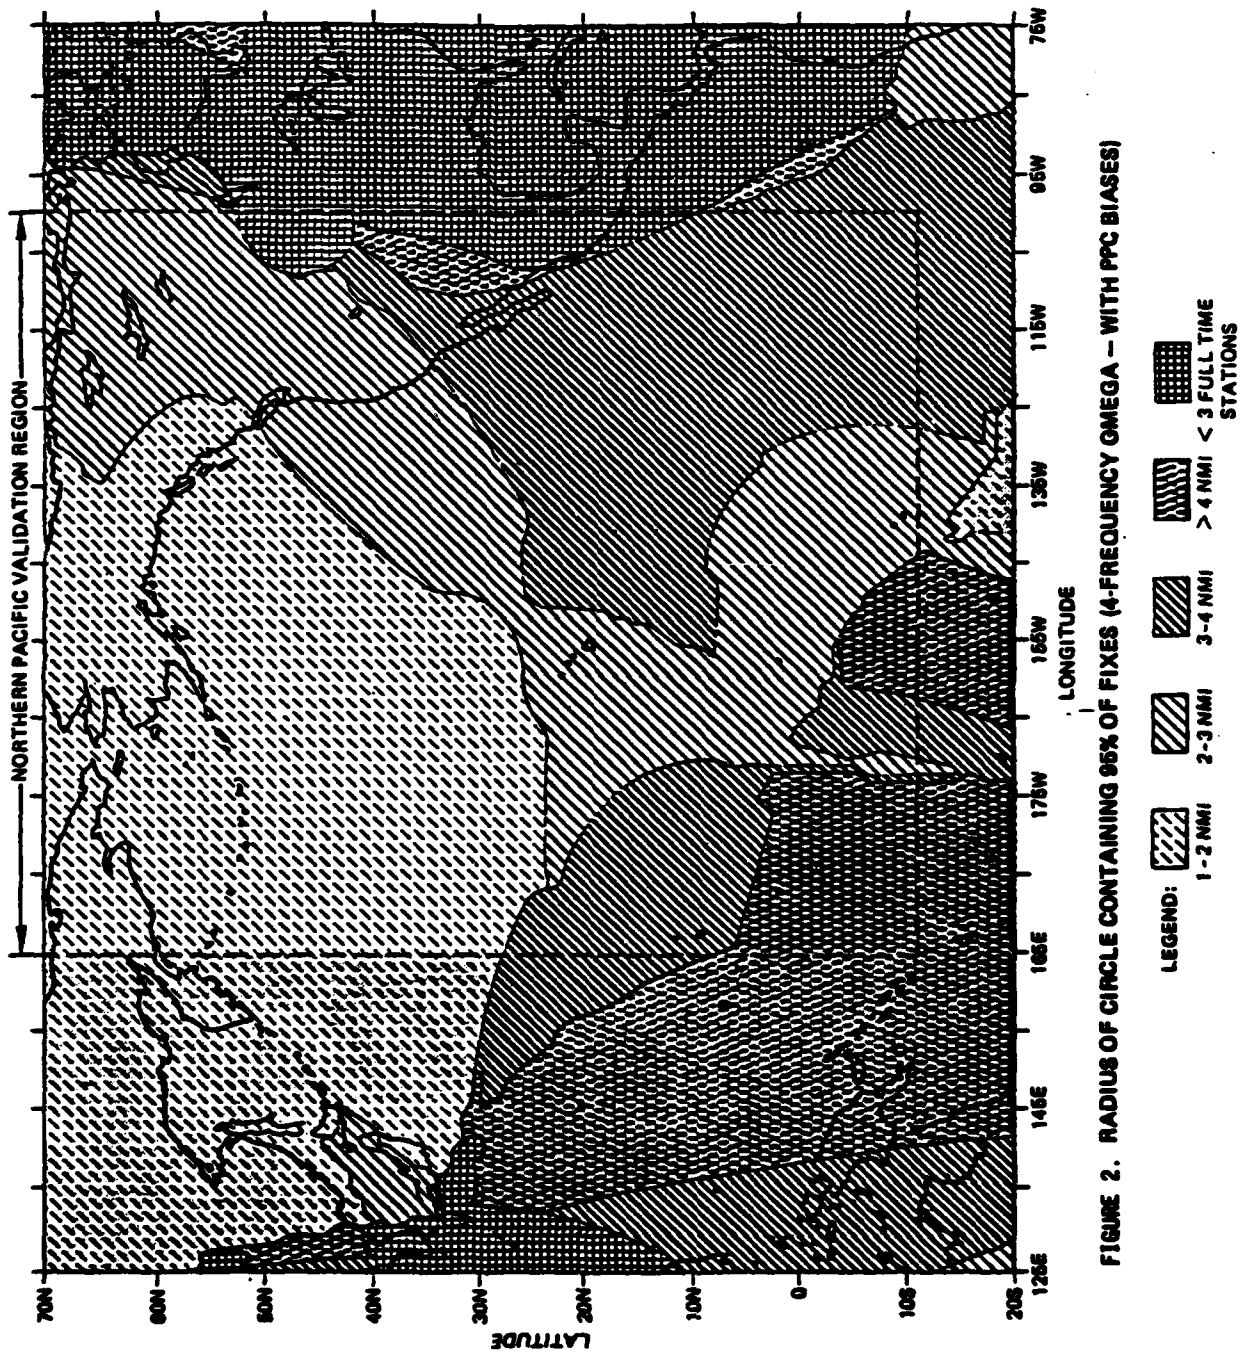 NORTHERN PACIFIC VALIDATION REGION
LATITUDE
70N
60N
50N
40N
30N
20N
10N
0
10S
20S
125E
145E
165E
175W
155W
135W
115W
95W
75W
LONGITUDE
FIGURE 2. RADIUS OF CIRCLE CONTAINING 95% OF FIXES (4-FREQUENCY OMEGA – WITH PPC BIASES)
LEGEND:
1-2 NMI
2-3 NMI
3-4 NMI
> 4 NMI
< 3 FULL TIME
STATIONS